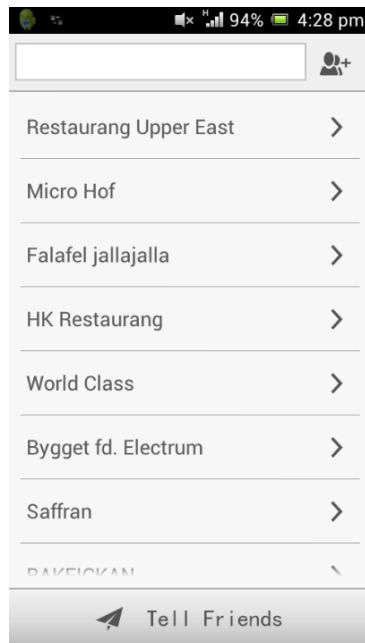 H 94% 4:28 pm
Restaurang Upper East
Micro Hof
Falafel jallajalla
HK Restaurang
World Class
Bygget fd. Electrum
Saffran
BAKFICKAN
Tell Friends